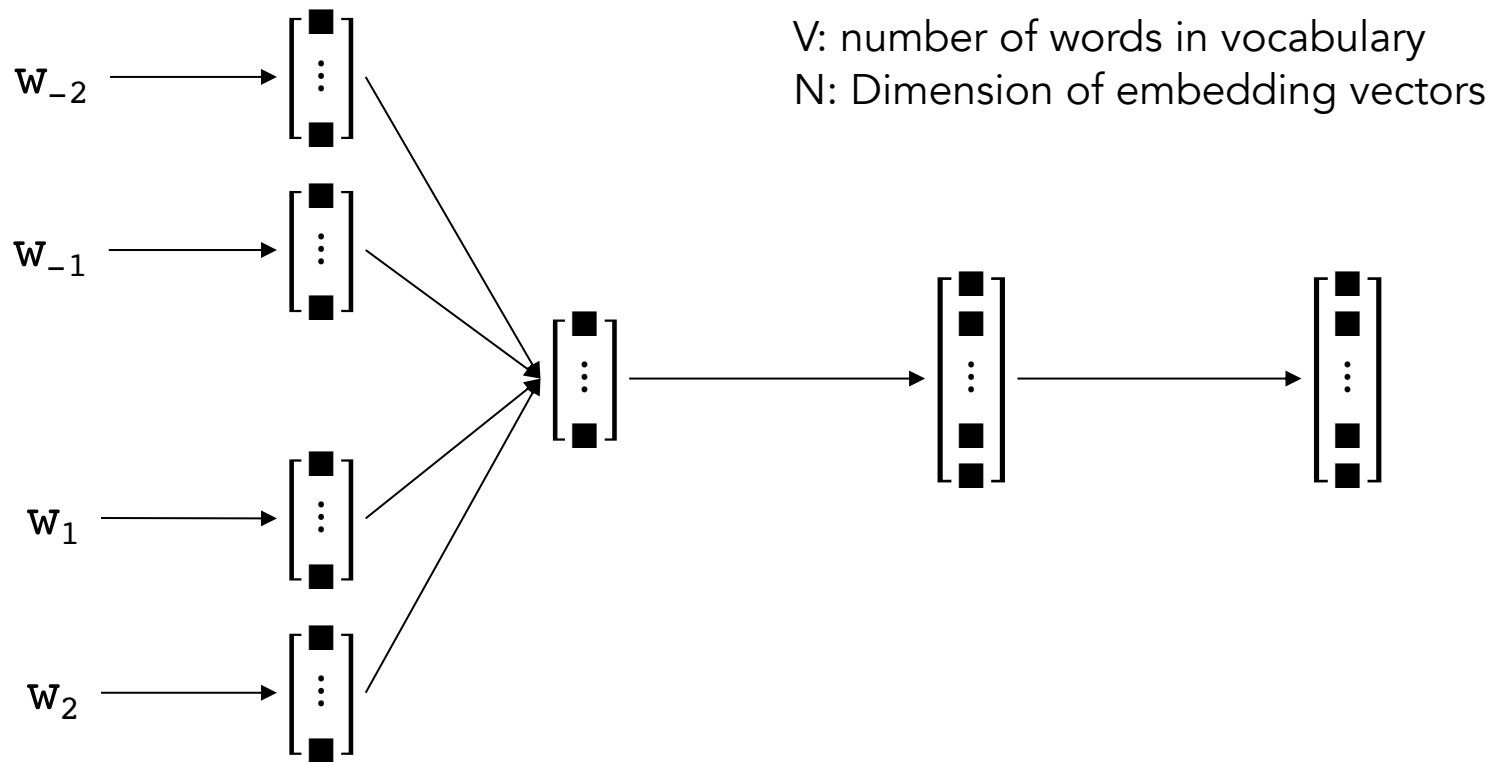 V: number of words in vocabulary
N: Dimension of embedding vectors
w₋₂
w₋₁
w₁
w₂